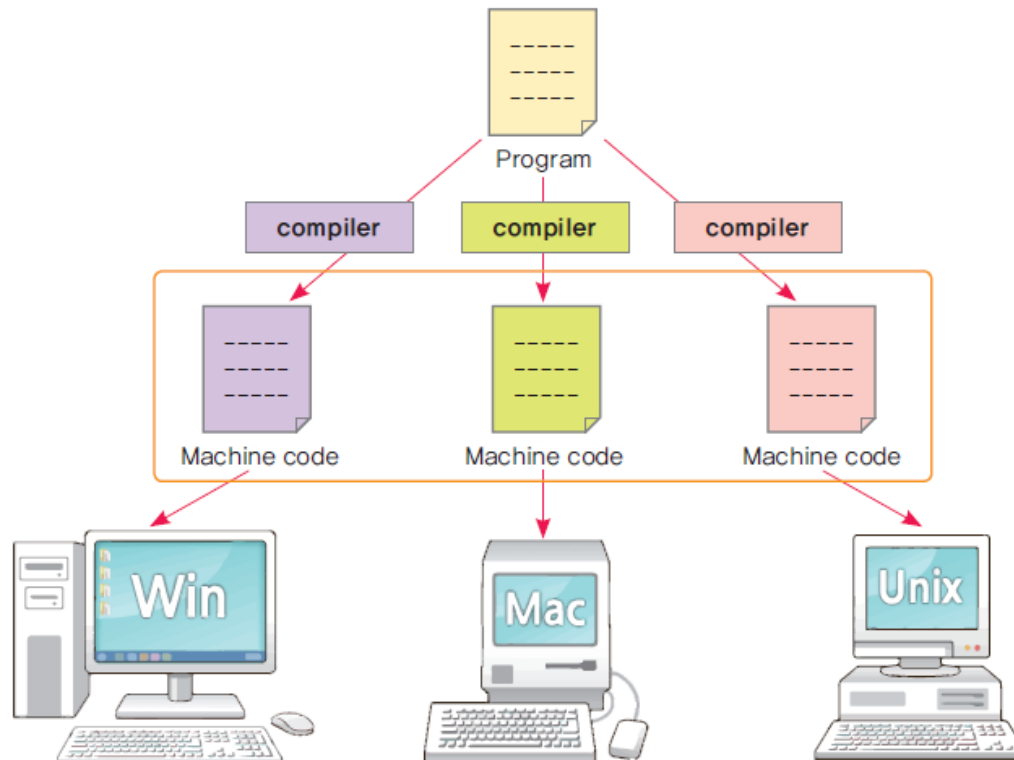 Program
compiler compiler compiler
Machine code Machine code Machine code
Win Mac Unix